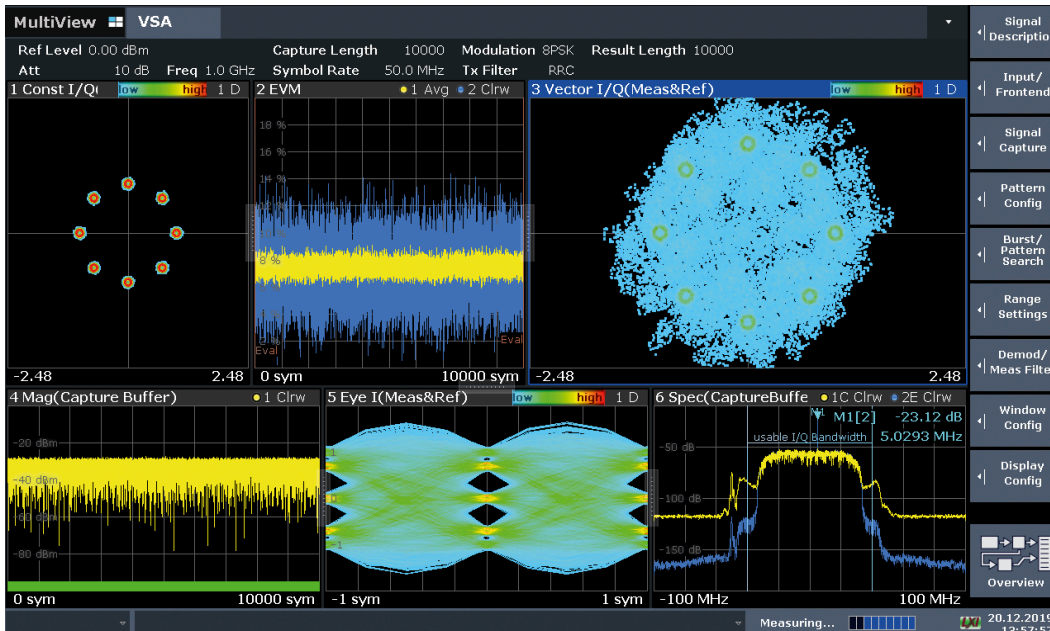 MultiView VSA
Ref Level 0.00 dBm Capture Length 10000 Modulation 8PSK Result Length 10000
Att 10 dB Freq 1.0 GHz Symbol Rate 50.0 MHz Tx Filter RRC
1 Const I/Q( low high 1 D
2 EVM 1 Avg 2 Clrw
3 Vector I/Q(Meas&Ref) low high 1 D
18 %
16 %
14 %
8 %
Eval
Eval
-2.48 2.48
0 sym 10000 sym
-2.48 2.48
4 Mag(Capture Buffer) 1 Clrw
5 Eye I(Meas&Ref) low high 1 D
6 Spec(CaptureBuffe 1C Clrw 2E Clrw
M1[2] -23.12 dB
5.0293 MHz
usable I/Q Bandwidth
-20 dBm
-40 dBm
-60 dBm
-80 dBm
1
-1
-50 dB
-100 dB
-150 dB
0 sym 10000 sym
-1 sym 1 sym
-100 MHz 100 MHz
Signal
Descriptio
Input/
Frontend
Signal
Capture
Pattern
Config
Burst/
Pattern
Search
Range
Settings
Demod/
Meas Filte
Window
Config
Display
Config
Overview
Measuring...
20.12.2019